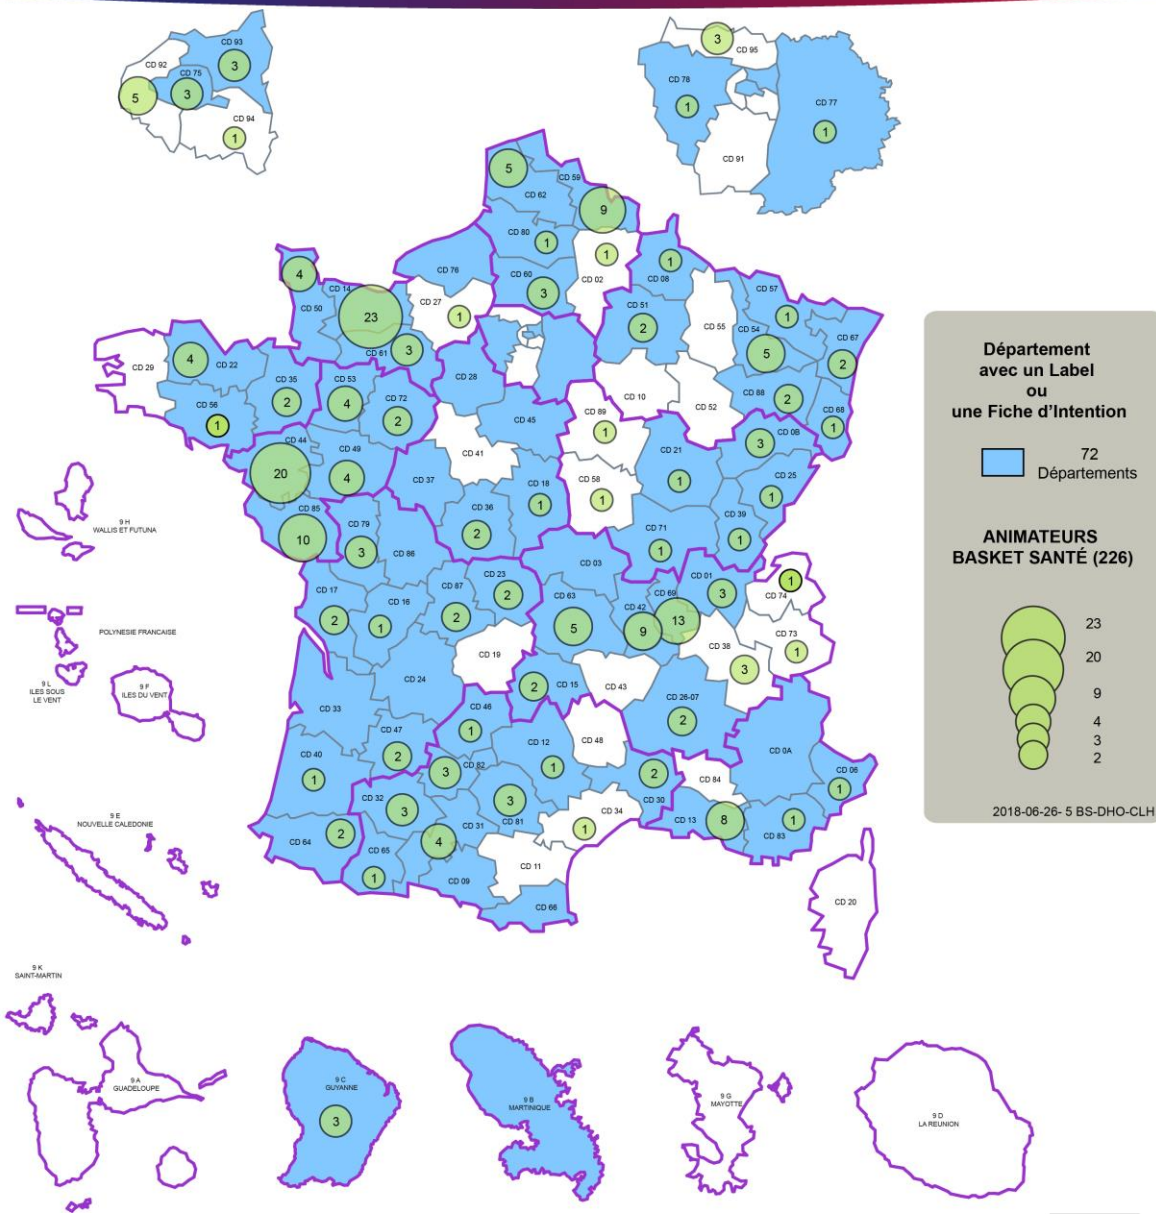 CD 93
CD 92
3
CD 75
3
5
CD 94
1
3
CD 95
CD 78
1
CD 77
1
CD 91
5
CD 59
CD 62
9
CD 80
1
1
CD 02
CD 60
3
CD 76
4
CD 14
CD 50
23
CD 27
1
CD 61
3
1
CD 08
CD 51
2
CD 55
CD 57
1
CD 54
5
CD 67
2
CD 88
2
CD 68
1
CD 10
CD 52
CD 29
4
CD 22
CD 35
2
CD 56
1
CD 53
4
CD 72
2
CD 28
CD 45
CD 89
1
CD 44
20
CD 49
4
CD 41
CD 37
CD 18
1
CD 58
1
CD 21
1
CD 0B
3
CD 25
1
CD 39
1
CD 85
10
CD 79
3
CD 86
CD 36
2
CD 71
1
CD 03
CD 17
2
CD 16
1
CD 87
2
CD 23
2
CD 63
5
CD 42
9
CD 69
13
CD 01
3
1
CD 74
CD 73
1
CD 38
3
CD 19
CD 24
CD 33
2
CD 15
CD 43
CD 26-07
2
CD 46
1
CD 47
2
CD 40
1
CD 82
3
CD 12
1
CD 48
2
CD 30
CD 0A
CD 84
CD 06
1
CD 13
8
CD 83
1
CD 32
3
CD 31
4
3
CD 81
CD 34
1
CD 64
2
CD 65
1
CD 09
CD 11
CD 66
CD 20
Département
avec un Label
ou
une Fiche d'Intention
72
Départements
ANIMATEURS
BASKET SANTÉ (226)
23
20
9
4
3
2
2018-06-26- 5 BS-DHO-CLH
9 H
WALLIS ET FUTUNA
POLYNESIE FRANCAISE
9 L
ILES SOUS
LE VENT
9 F
ILES DU VENT
9 E
NOUVELLE CALEDONIE
9 K
SAINT-MARTIN
9 A
GUADELOUPE
9 C
GUYANNE
3
9 B
MARTINIQUE
9 G
MAYOTTE
9 D
LA REUNION